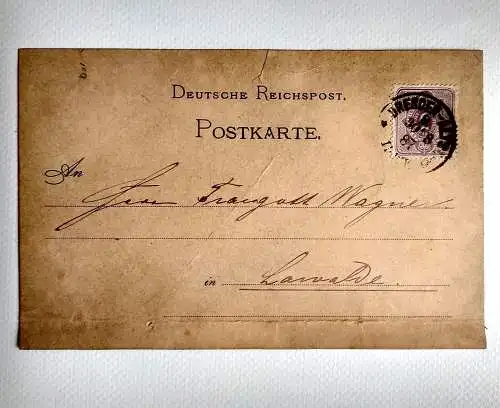 DEUTSCHE REICHSPOST.
POSTKARTE.
An
Herrn Traugott Wagner
in Lawalde.